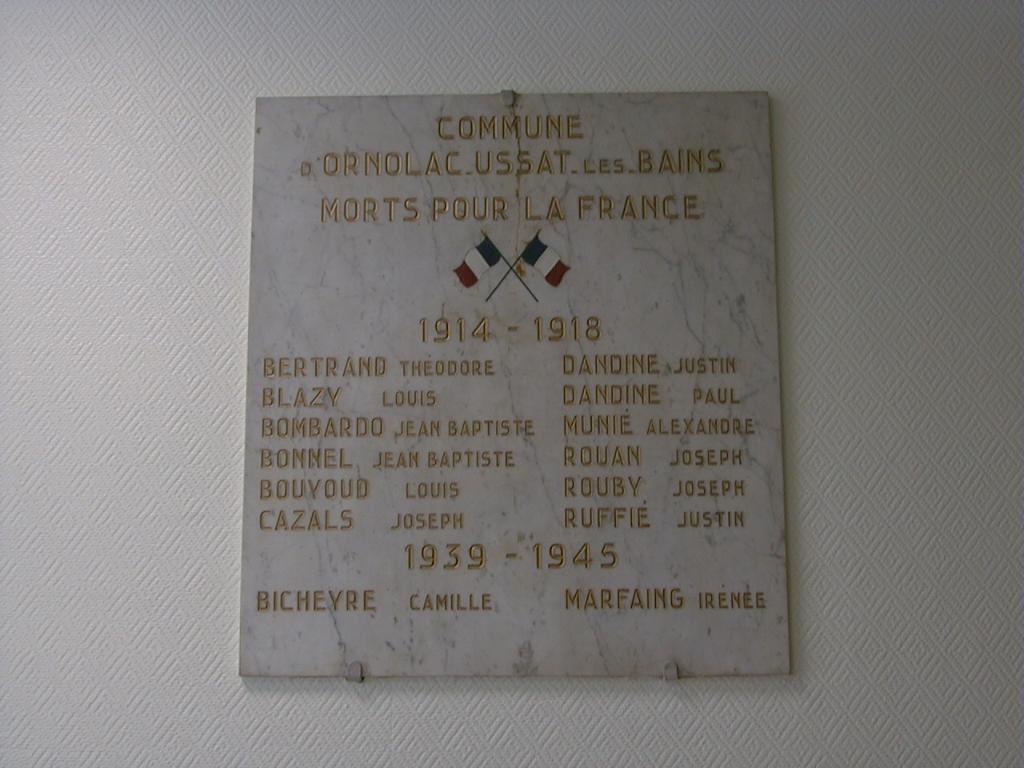 COMMUNE
D'ORNOLAC-USSAT-LES-BAINS
MORTS POUR LA FRANCE
1914 - 1918
BERTRAND THÉODORE DANDINE JUSTIN
BLAZY LOUIS DANDINE PAUL
BOMBARDO JEAN BAPTISTE MUNIÉ ALEXANDRE
BONNEL JEAN BAPTISTE ROUAN JOSEPH
BOUYOUD LOUIS ROUBY JOSEPH
CAZALS JOSEPH RUFFIÉ JUSTIN
1939 - 1945
BICHEYRE CAMILLE MARFAING IRÉNÉE